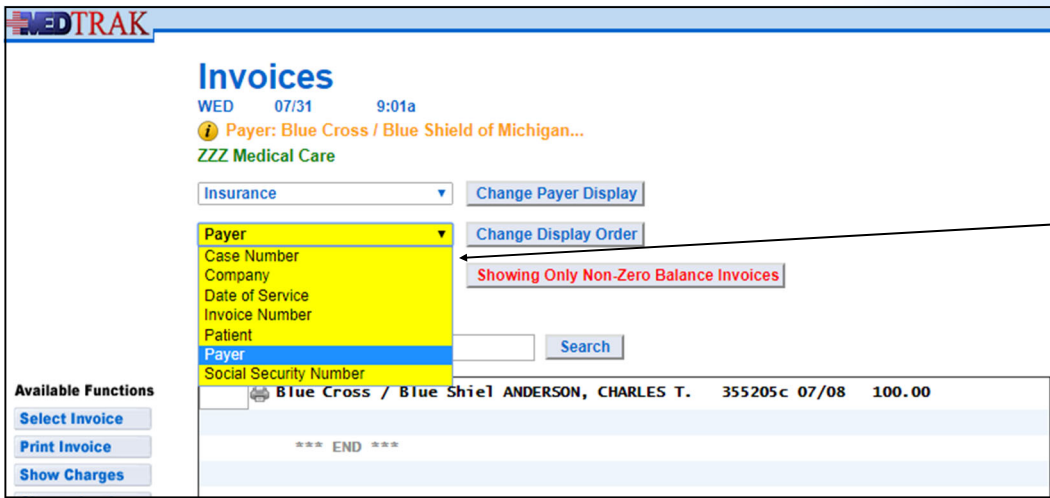 MEDTRAK
Invoices
WED 07/31 9:01a
i Payer: Blue Cross / Blue Shield of Michigan...
ZZZ Medical Care
Insurance Change Payer Display
Payer Change Display Order
Case Number
Company
Showing Only Non-Zero Balance Invoices
Date of Service
Invoice Number
Patient
Payer
Search
Social Security Number
Available Functions
Blue Cross / Blue Shiel ANDERSON, CHARLES T. 355205c 07/08 100.00
Select Invoice
Print Invoice
*** END ***
Show Charges